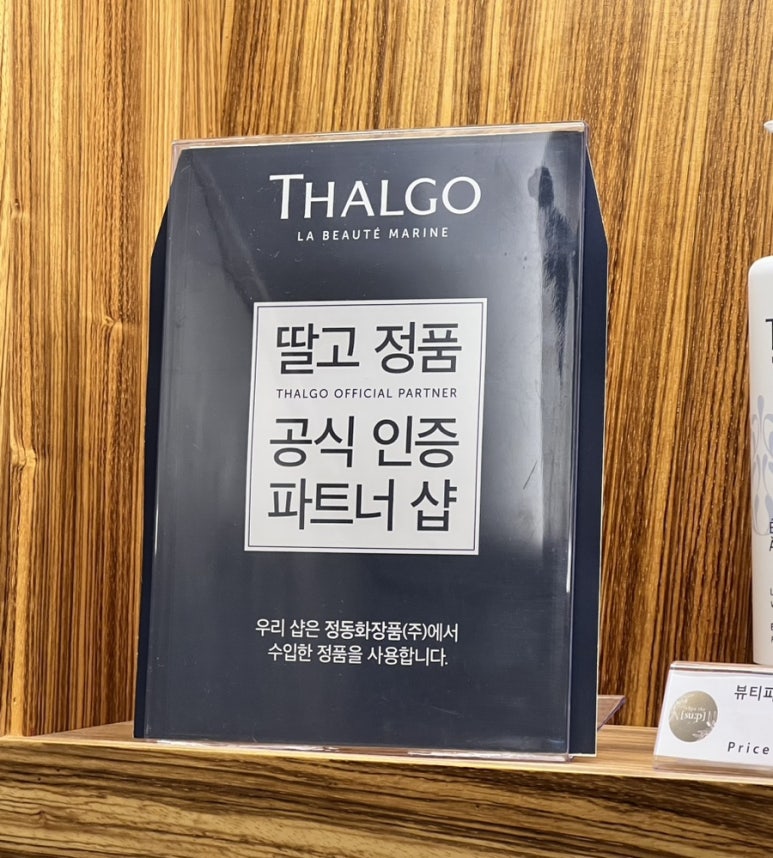 THALGO
LA BEAUTÉ MARINE
딸고 정품
THALGO OFFICIAL PARTNER
공식 인증
파트너 샵
우리 샵은 정동화장품(주)에서
수입한 정품을 사용합니다.
뷰티
Price